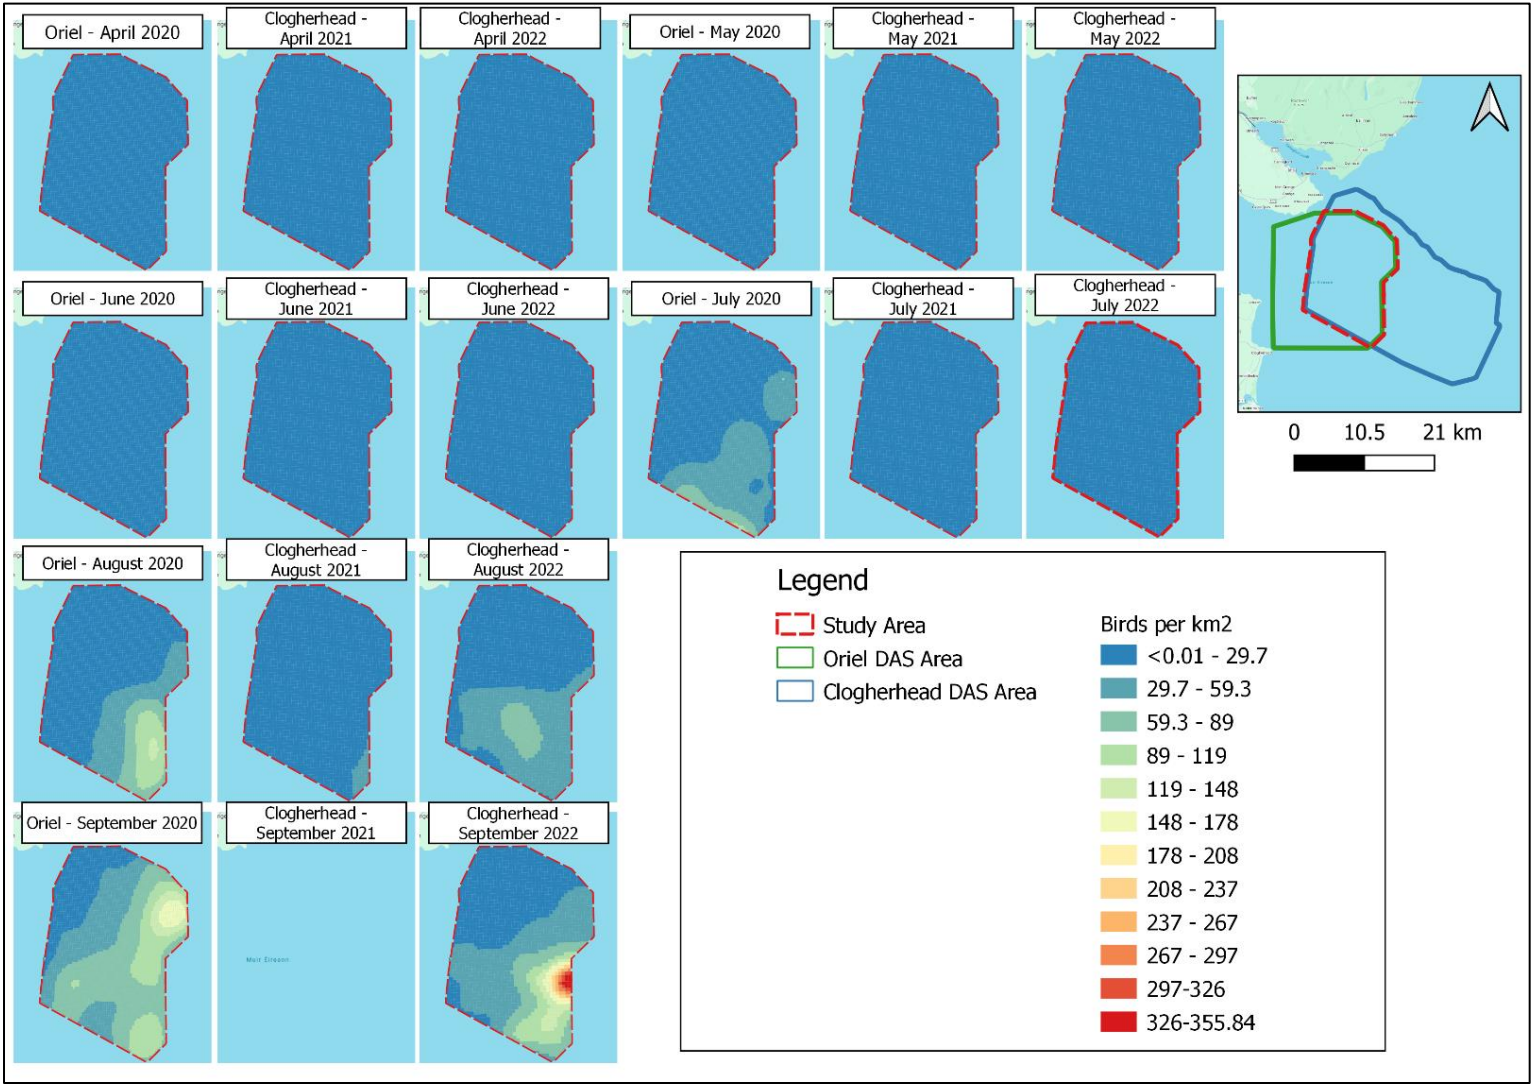 Oriel - April 2020
Clogherhead -
April 2021
Clogherhead -
April 2022
Oriel - May 2020
Clogherhead -
May 2021
Clogherhead -
May 2022
Oriel - June 2020
Clogherhead -
June 2021
Clogherhead -
June 2022
Oriel - July 2020
Clogherhead -
July 2021
Clogherhead -
July 2022
0 10.5 21 km
Oriel - August 2020
Clogherhead -
August 2021
Clogherhead -
August 2022
Legend
Study Area
Oriel DAS Area
Clogherhead DAS Area
Birds per km2
<0.01 - 29.7
29.7 - 59.3
59.3 - 89
89 - 119
119 - 148
148 - 178
178 - 208
208 - 237
237 - 267
267 - 297
297-326
326-355.84
Oriel - September 2020
Clogherhead -
September 2021
Clogherhead -
September 2022